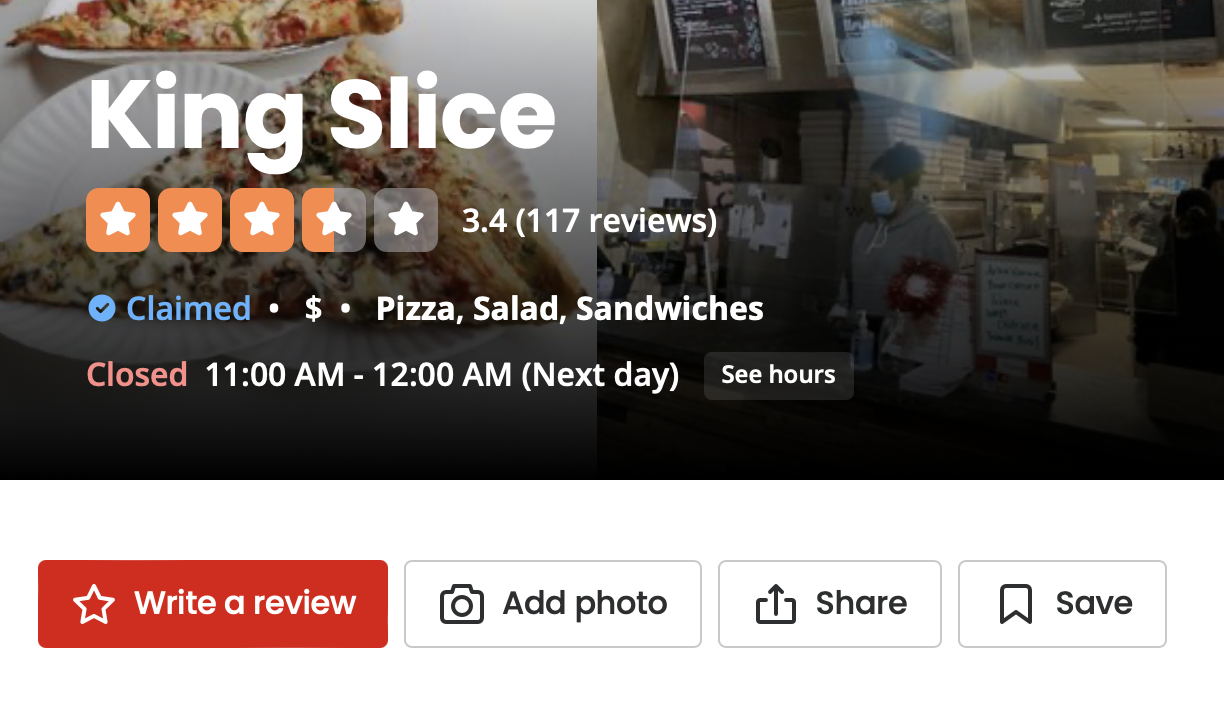 King Slice
3.4 (117 reviews)
Claimed • $ • Pizza, Salad, Sandwiches
Closed 11:00 AM - 12:00 AM (Next day) See hours
Write a review
Add photo
Share
Save